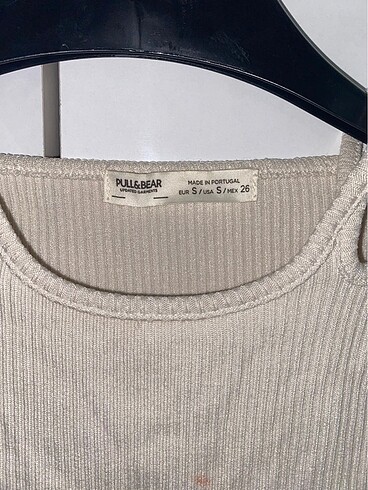 PULL&BEAR
UPDATED GARMENTS
MADE IN PORTUGAL
EUR S / USA S / MEX 26